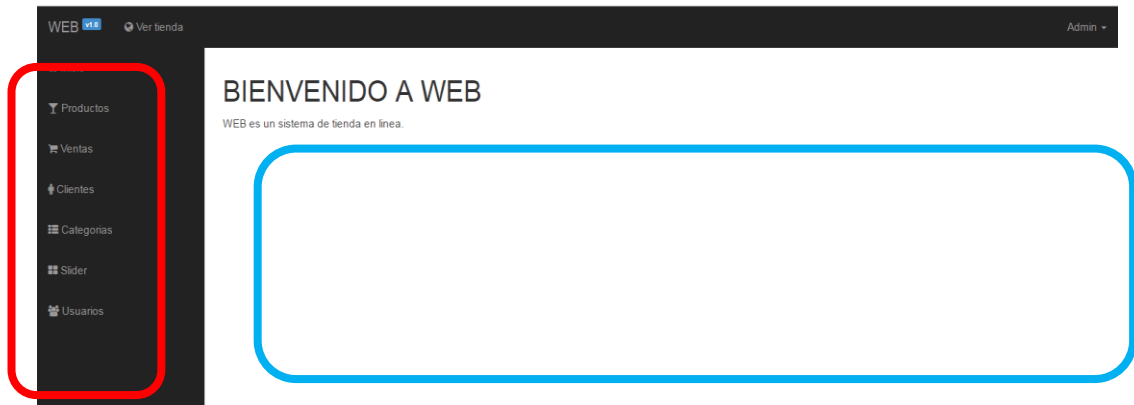 WEB v1.0 Ver tienda Admin
BIENVENIDO A WEB
WEB es un sistema de tienda en linea.
Productos
Ventas
Clientes
Categorias
Slider
Usuarios